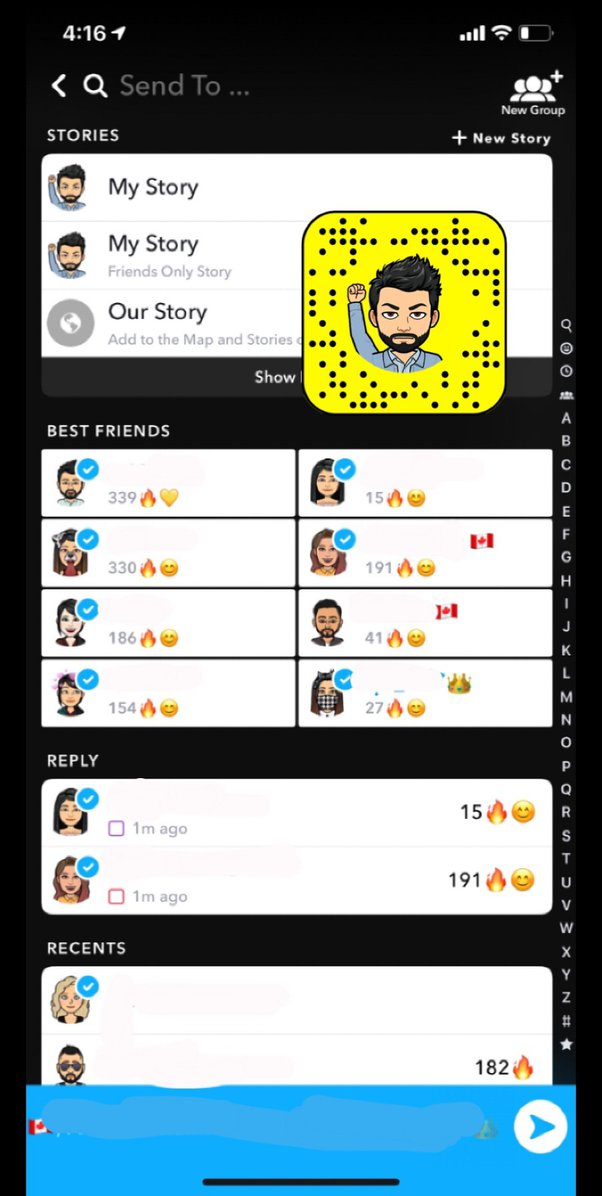 4:16
Send To ...
New Group
STORIES
+ New Story
My Story
My Story
Friends Only Story
Our Story
Add to the Map and Stories
Show
BEST FRIENDS
339🔥💛
15🔥😊
330🔥😊
🇨🇦
191🔥😊
186🔥😊
🇨🇦
41🔥😊
154🔥😊
👑
27🔥😊
REPLY
1m ago
15🔥😊
1m ago
191🔥😊
RECENTS
182🔥
🇨🇦
A
B
C
D
E
F
G
H
I
J
K
L
M
N
O
P
Q
R
S
T
U
V
W
X
Y
Z
#